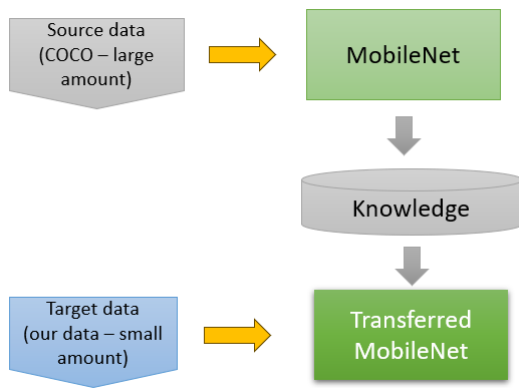 Source data
(COCO – large
amount)
MobileNet
Knowledge
Target data
(our data – small
amount)
Transferred
MobileNet